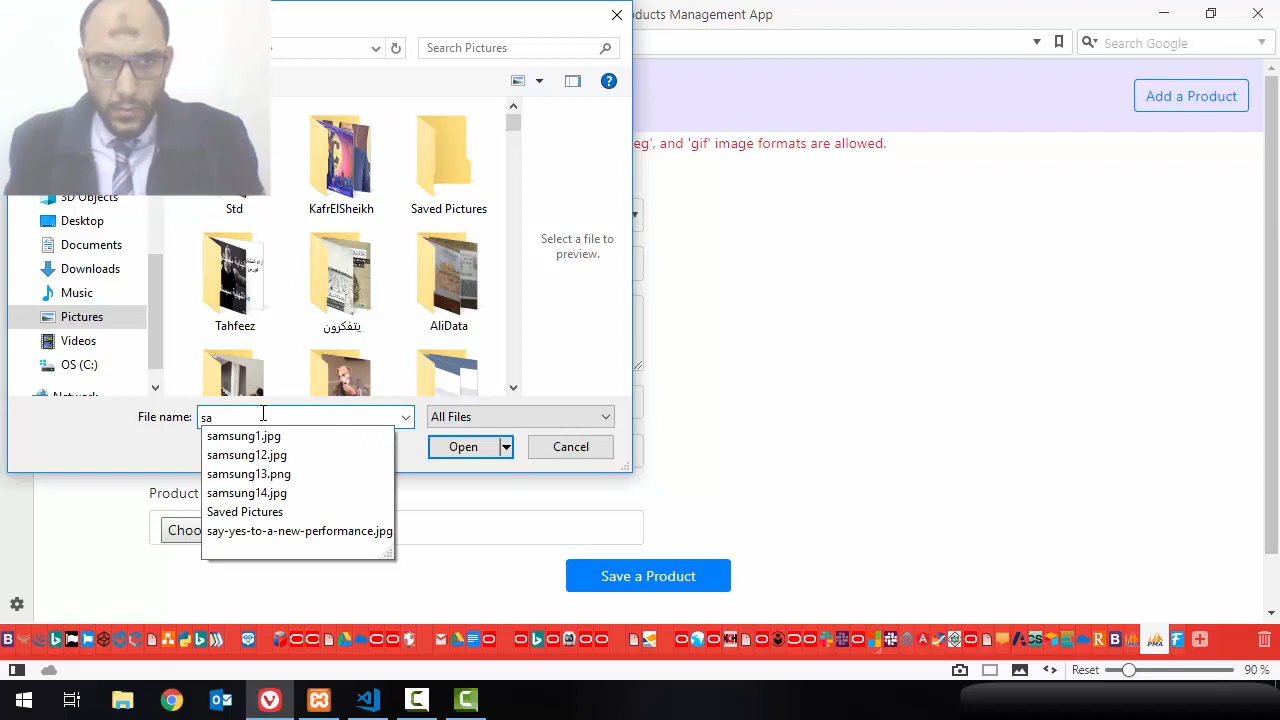 oducts Management App
Search Pictures
Search Google
Add a Product
eg', and 'gif' image formats are allowed.
3D Objects
Desktop
Documents
Downloads
Music
Pictures
Videos
OS (C:)
Network
Std
KafrElSheikh
Saved Pictures
Tahfeez
يتفكرون
AliData
Select a file to
preview.
File name:
sa
All Files
samsung1.jpg
samsung12.jpg
samsung13.png
samsung14.jpg
Saved Pictures
say-yes-to-a-new-performance.jpg
Open
Cancel
Product
Choo
Save a Product
Reset
90 %